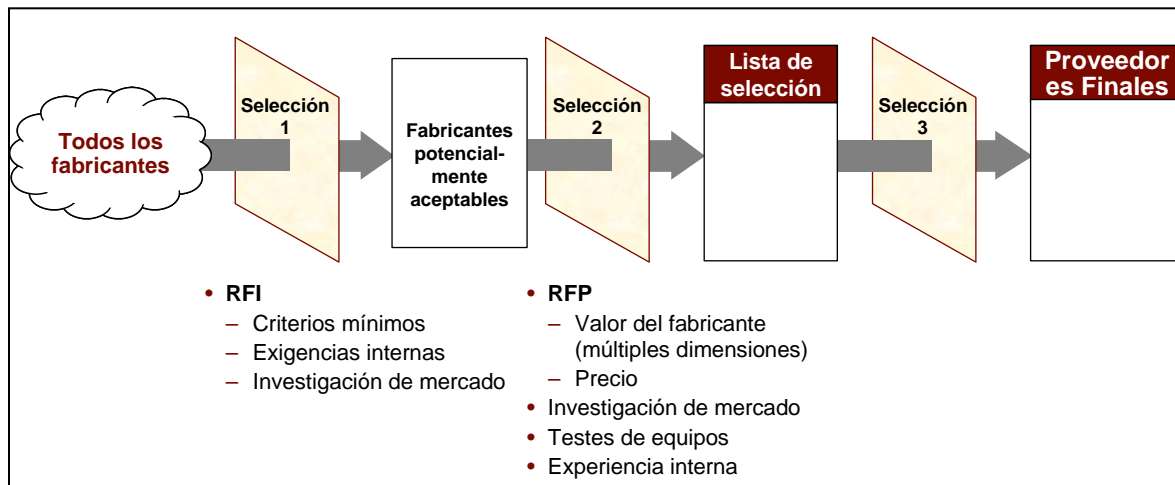 Todos los
fabricantes
Selección
1
Fabricantes
potencial-
mente
aceptables
Selección
2
Lista de
selección
Selección
3
Proveedor
es Finales
• RFI
– Criterios mínimos
– Exigencias internas
– Investigación de mercado
• RFP
– Valor del fabricante
(múltiples dimensiones)
– Precio
• Investigación de mercado
• Testes de equipos
• Experiencia interna